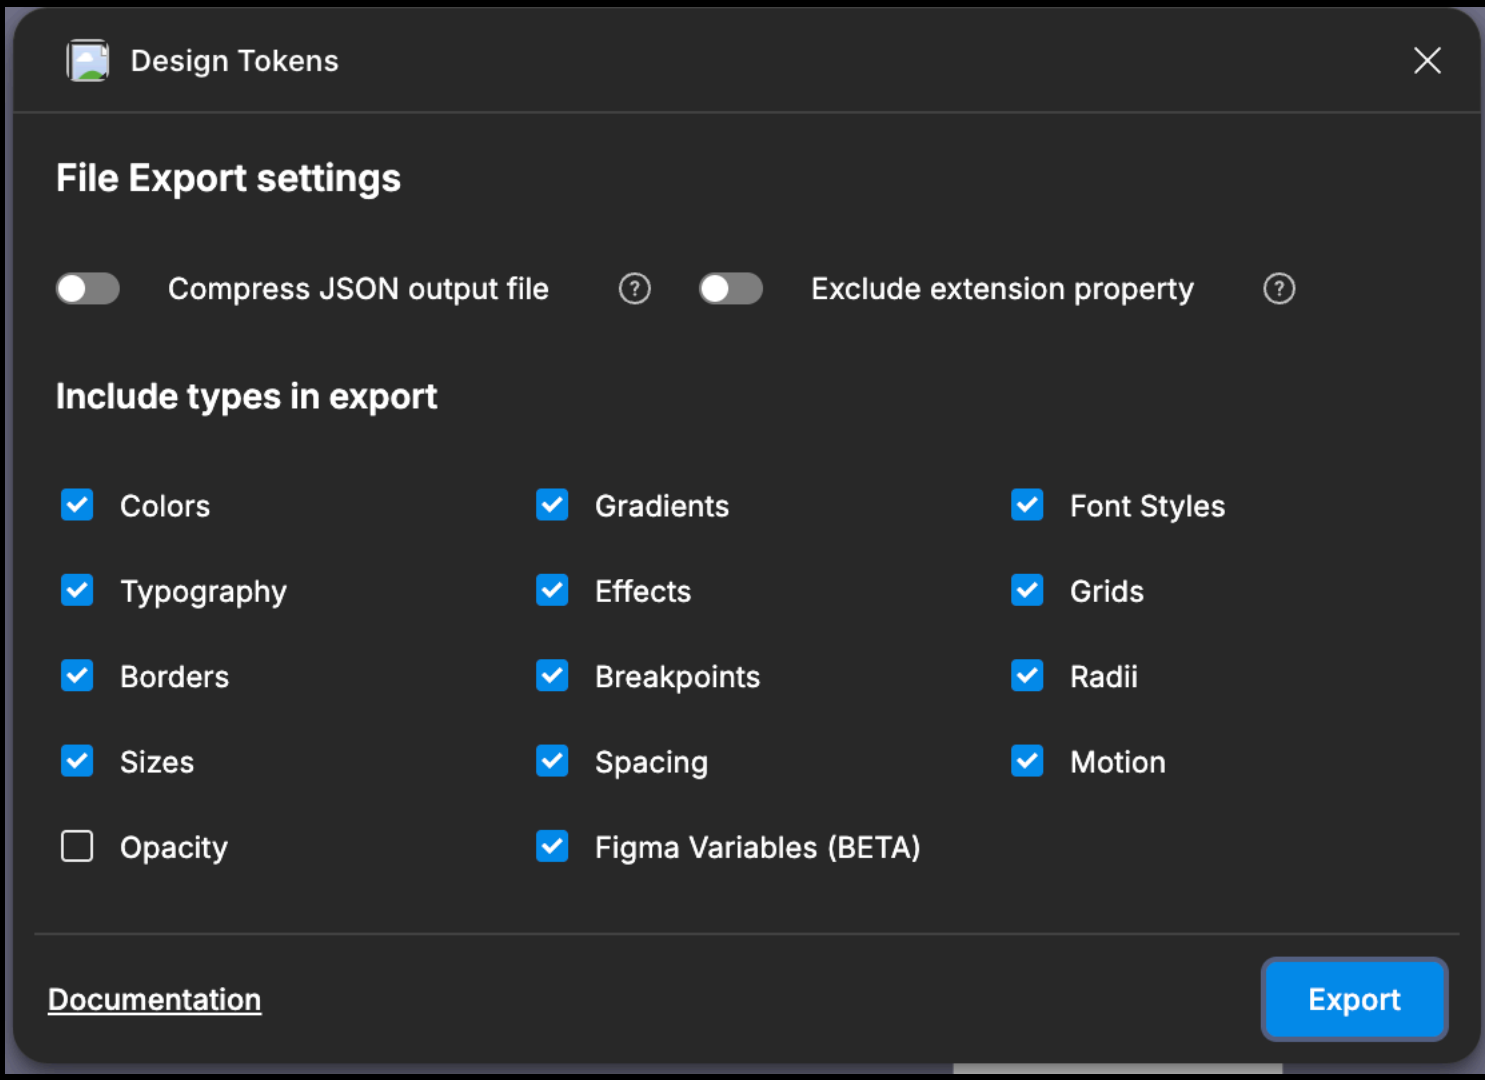 Design Tokens
File Export settings
Compress JSON output file ? Exclude extension property ?
Include types in export
Colors Gradients Font Styles
Typography Effects Grids
Borders Breakpoints Radii
Sizes Spacing Motion
Opacity Figma Variables (BETA)
Documentation Export